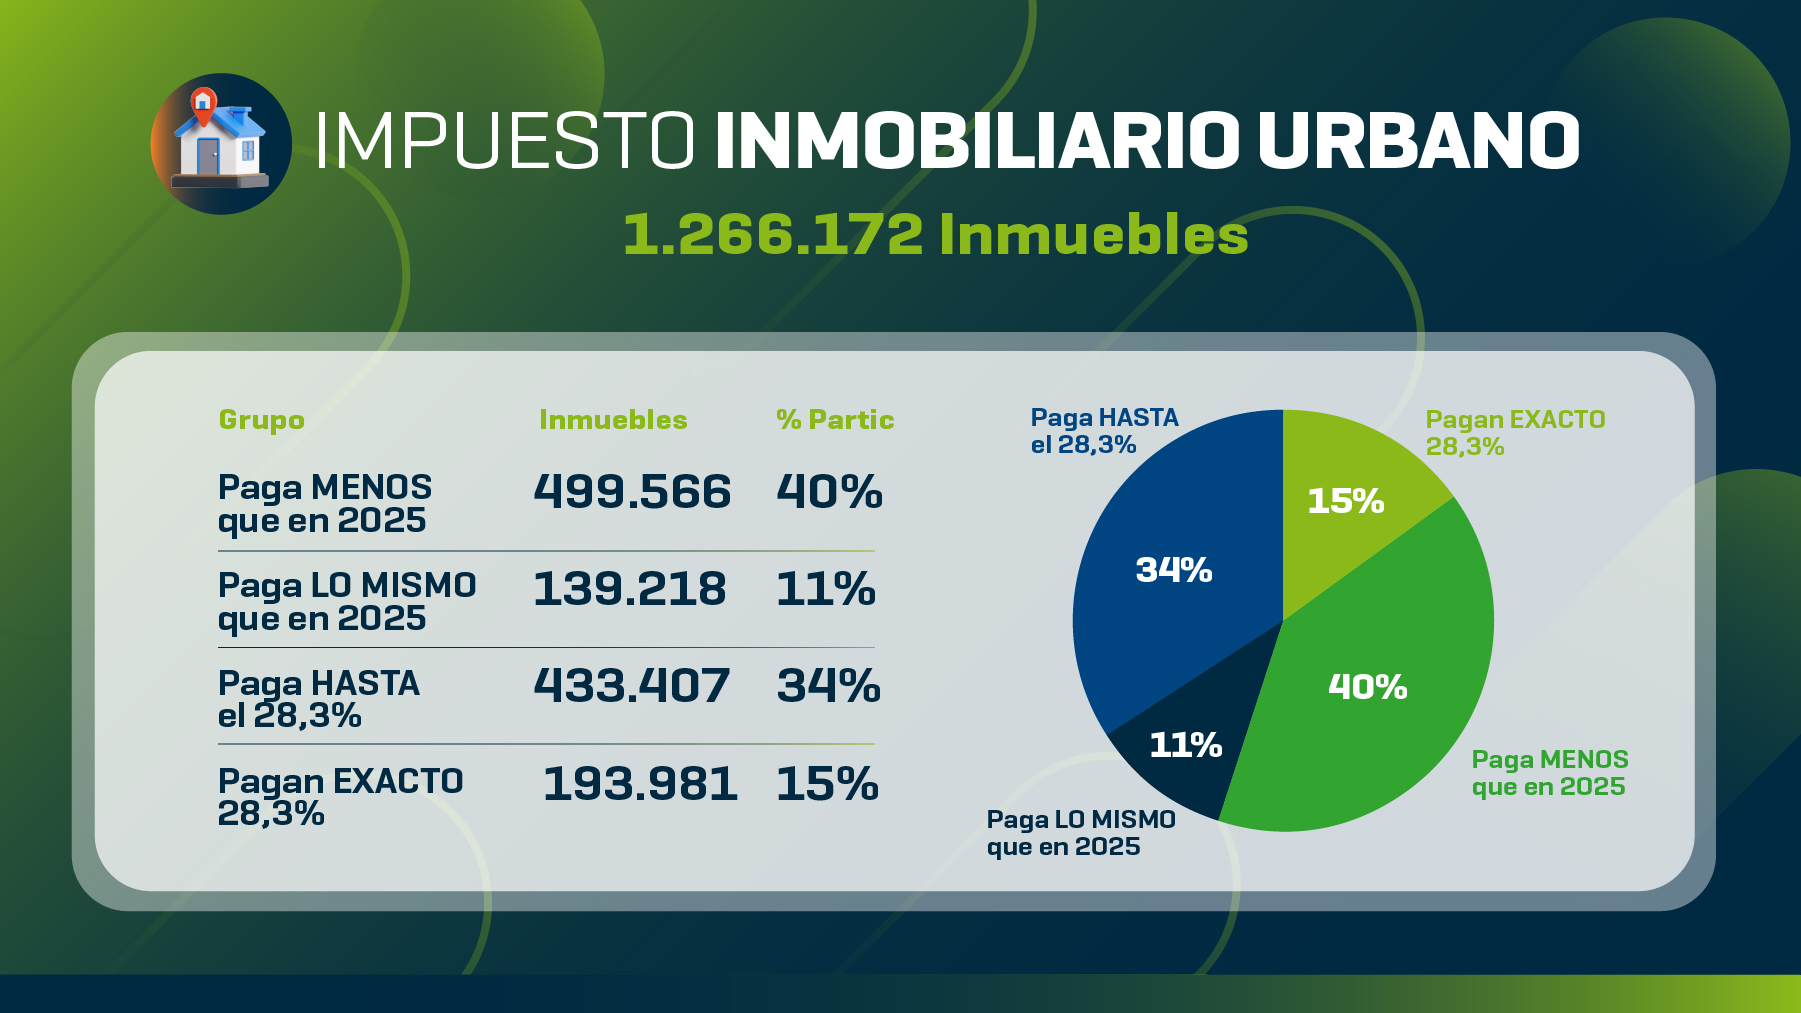 IMPUESTO INMOBILIARIO URBANO
1.266.172 Inmuebles
Grupo Inmuebles % Partic
Paga MENOS
que en 2025
499.566 40%
Paga LO MISMO
que en 2025
139.218 11%
Paga HASTA
el 28,3%
433.407 34%
Pagan EXACTO
28,3%
193.981 15%
Paga HASTA
el 28,3%
Pagan EXACTO
28,3%
15%
34%
40%
11%
Paga MENOS
que en 2025
Paga LO MISMO
que en 2025